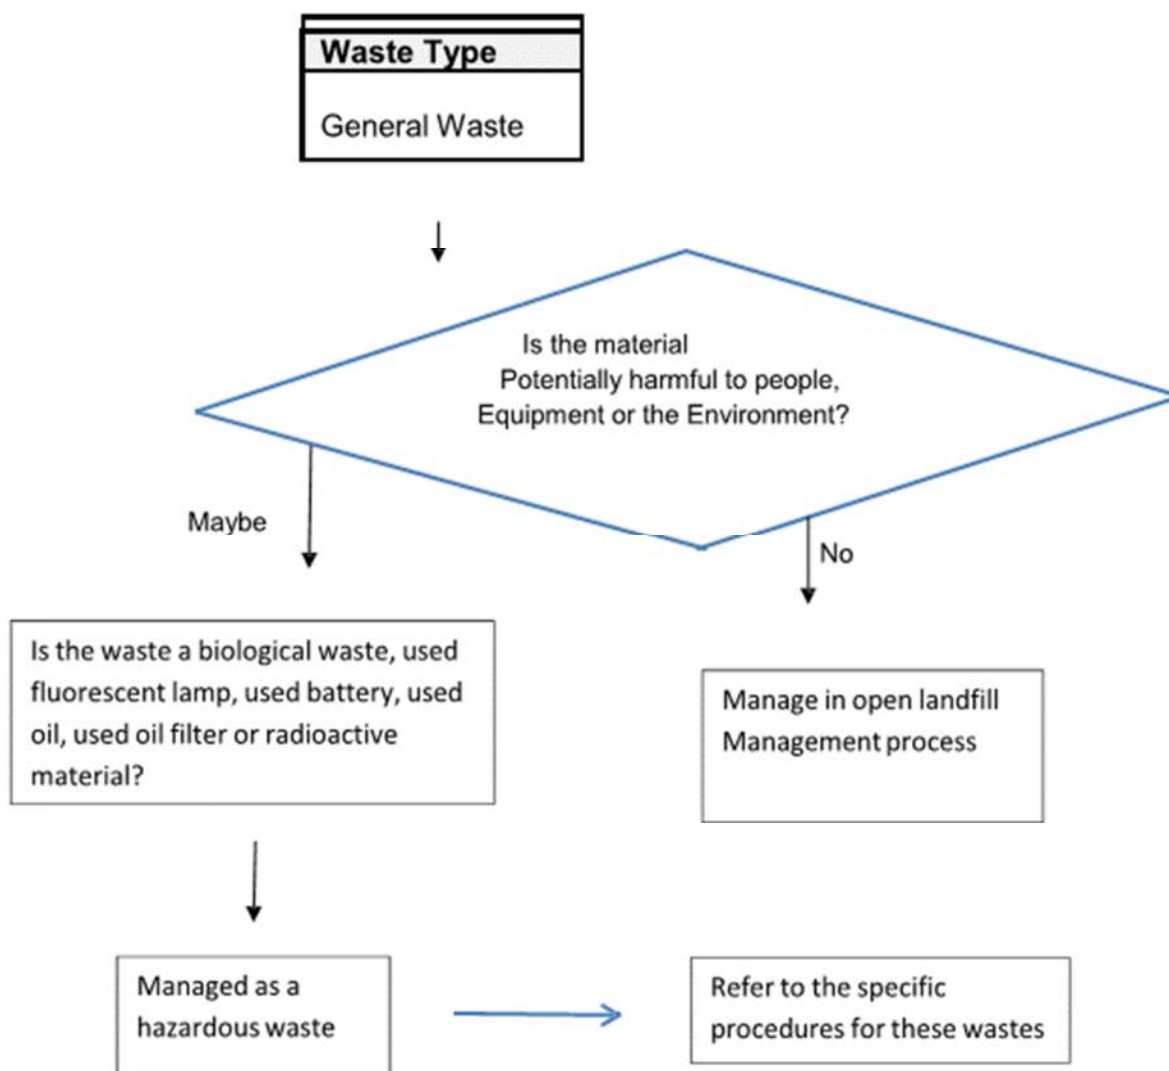 Waste Type
General Waste
Is the material
Potentially harmful to people,
Equipment or the Environment?
Maybe
No
Is the waste a biological waste, used
fluorescent lamp, used battery, used
oil, used oil filter or radioactive
material?
Manage in open landfill
Management process
Managed as a
hazardous waste
Refer to the specific
procedures for these wastes